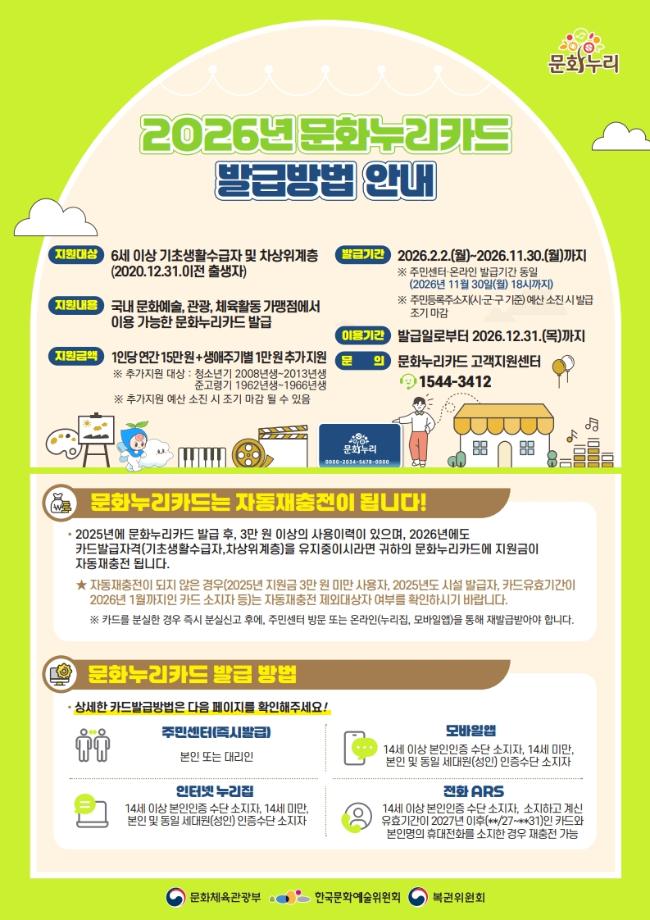 문화누리
2026년 문화누리카드
발급방법 안내
지원대상 6세 이상 기초생활수급자 및 차상위계층
(2020.12.31.이전 출생자)
지원내용 국내 문화예술, 관광, 체육활동 가맹점에서
이용 가능한 문화누리카드 발급
지원금액 1인당 연간 15만 원 + 생애주기별 1만 원 추가 지원
※ 추가지원 대상 : 청소년기 2008년생~2013년생
준고령기 1962년생~1966년생
※ 추가지원 예산 소진 시 조기 마감 될 수 있음
발급기간 2026.2.2.(월)~2026.11.30.(월)까지
※ 주민센터·온라인 발급기간 동일
(2026년 11월 30일(월) 18시까지)
※ 주민등록주소지(시·군·구 기준) 예산 소진 시 발급
조기 마감
이용기간 발급일로부터 2026.12.31.(목)까지
문의 문화누리카드 고객지원센터
1544-3412
문화누리
0000-2034-5678-0000
문화누리카드는 자동재충전이 됩니다!
· 2025년에 문화누리카드 발급 후, 3만 원 이상의 사용이력이 있으며, 2026년에도
카드발급자격(기초생활수급자,차상위계층)을 유지중이시라면 귀하의 문화누리카드에 지원금이
자동재충전 됩니다.
★ 자동재충전이 되지 않은 경우(2025년 지원금 3만 원 미만 사용자, 2025년도 시설 발급자, 카드유효기간이
2026년 1월까지인 카드 소지자 등)는 자동재충전 제외대상자 여부를 확인하시기 바랍니다.
※ 카드를 분실한 경우 즉시 분실신고 후에, 주민센터 방문 또는 온라인(누리집, 모바일앱)을 통해 재발급받아야 합니다.
문화누리카드 발급 방법
· 상세한 카드발급방법은 다음 페이지를 확인해주세요!
주민센터(즉시발급)
본인 또는 대리인
모바일앱
14세 이상 본인인증 수단 소지자, 14세 미만,
본인 및 동일 세대원(성인) 인증수단 소지자
인터넷 누리집
14세 이상 본인인증 수단 소지자, 14세 미만,
본인 및 동일 세대원(성인) 인증수단 소지자
전화 ARS
14세 이상 본인인증 수단 소지자, 소지하고 계신
유효기간이 2027년 이후(**/27~**31)인 카드와
본인명의 휴대전화를 소지한 경우 재충전 가능
문화체육관광부 한국문화예술위원회 복권위원회